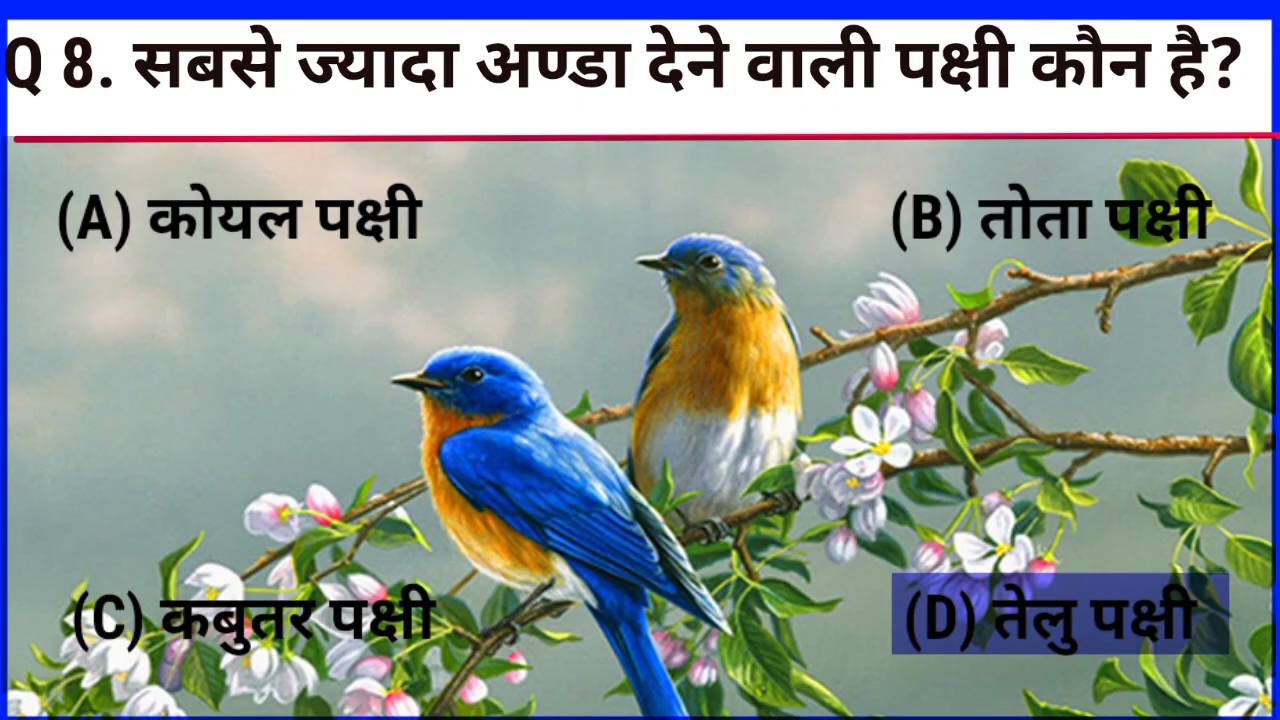 Q 8. सबसे ज्यादा अण्डा देने वाली पक्षी कौन है?
(A) कोयल पक्षी
(B) तोता पक्षी
(C) कबुतर पक्षी
(D) तेलु पक्षी